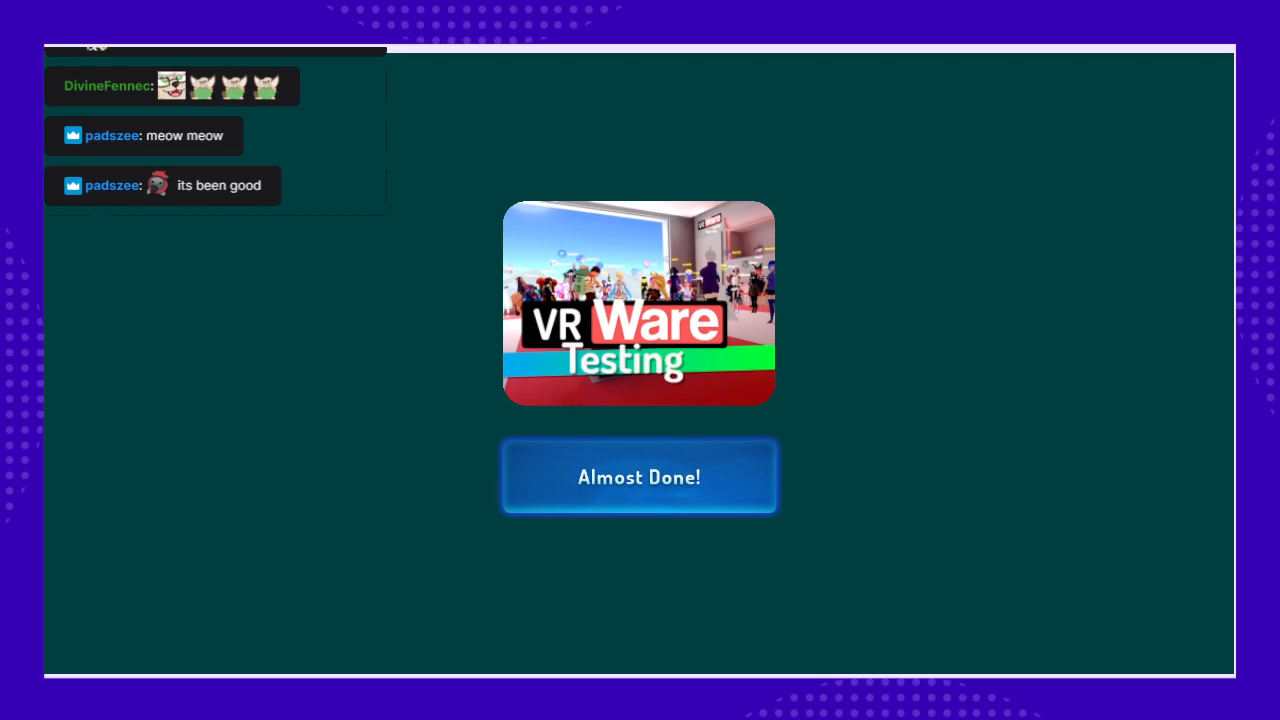 DivineFennec:
padszee: meow meow
padszee: its been good
VR Ware
Testing
Almost Done!